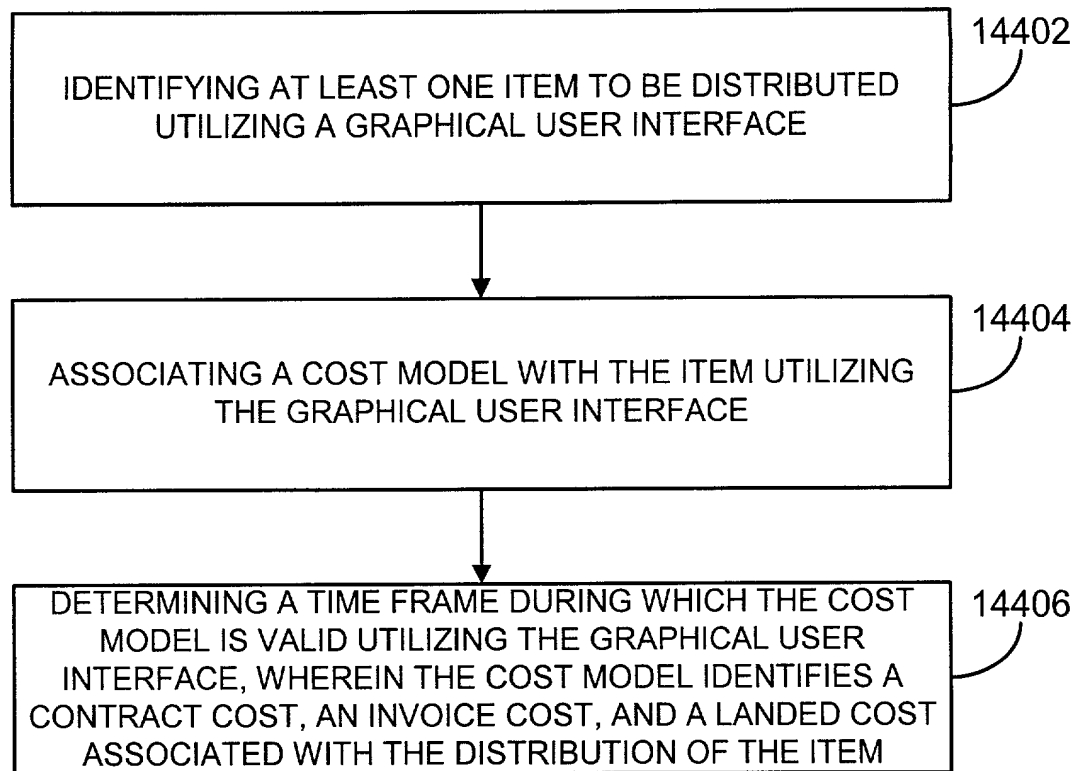 14402
IDENTIFYING AT LEAST ONE ITEM TO BE DISTRIBUTED
UTILIZING A GRAPHICAL USER INTERFACE
14404
ASSOCIATING A COST MODEL WITH THE ITEM UTILIZING
THE GRAPHICAL USER INTERFACE
14406
DETERMINING A TIME FRAME DURING WHICH THE COST
MODEL IS VALID UTILIZING THE GRAPHICAL USER
INTERFACE, WHEREIN THE COST MODEL IDENTIFIES A
CONTRACT COST, AN INVOICE COST, AND A LANDED COST
ASSOCIATED WITH THE DISTRIBUTION OF THE ITEM